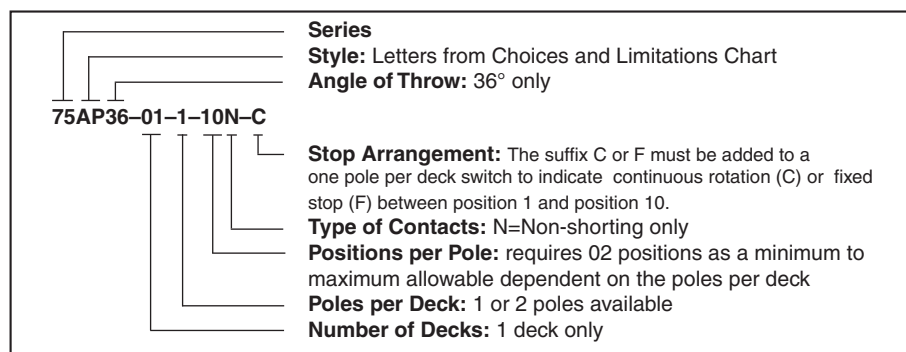 Series
Style: Letters from Choices and Limitations Chart
Angle of Throw: 36° only
75AP36–01–1–10N–C
Stop Arrangement: The suffix C or F must be added to a
one pole per deck switch to indicate continuous rotation (C) or fixed
stop (F) between position 1 and position 10.
Type of Contacts: N=Non-shorting only
Positions per Pole: requires 02 positions as a minimum to
maximum allowable dependent on the poles per deck
Poles per Deck: 1 or 2 poles available
Number of Decks: 1 deck only